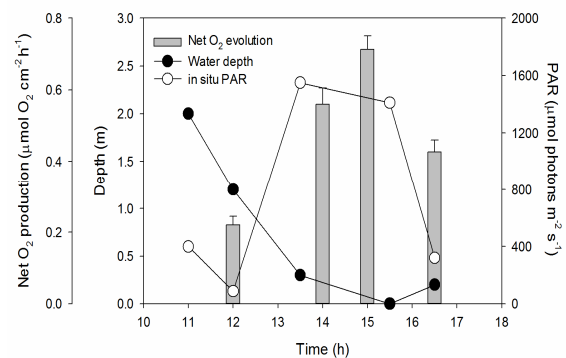 Net O2 production (μmol O2 cm-2 h-1)
0.8
0.6
0.4
0.2
0.0
Depth (m)
3.0
2.5
2.0
1.5
1.0
0.5
0.0
Net O2 evolution
Water depth
in situ PAR
2000
1600
1200
800
400
0
PAR (μmol photons m-2 s-1)
10 11 12 13 14 15 16 17 18
Time (h)